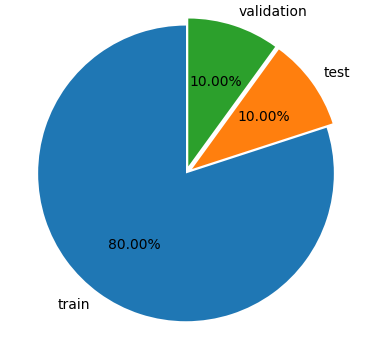 validation
test
10.00%
10.00%
80.00%
train